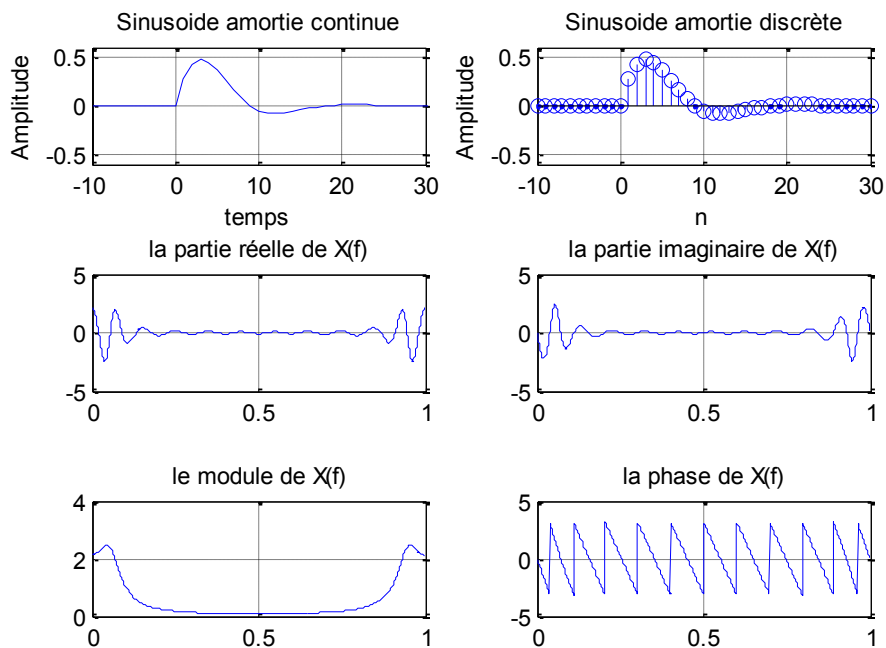 Sinusoide amortie continue
Amplitude
0.5
0
-0.5
-10 0 10 20 30
temps
Sinusoide amortie discrète
Amplitude
0.5
0
-0.5
-10 0 10 20 30
n
la partie réelle de X(f)
5
0
-5
0 0.5 1
la partie imaginaire de X(f)
5
0
-5
0 0.5 1
le module de X(f)
4
2
0
0 0.5 1
la phase de X(f)
5
0
-5
0 0.5 1